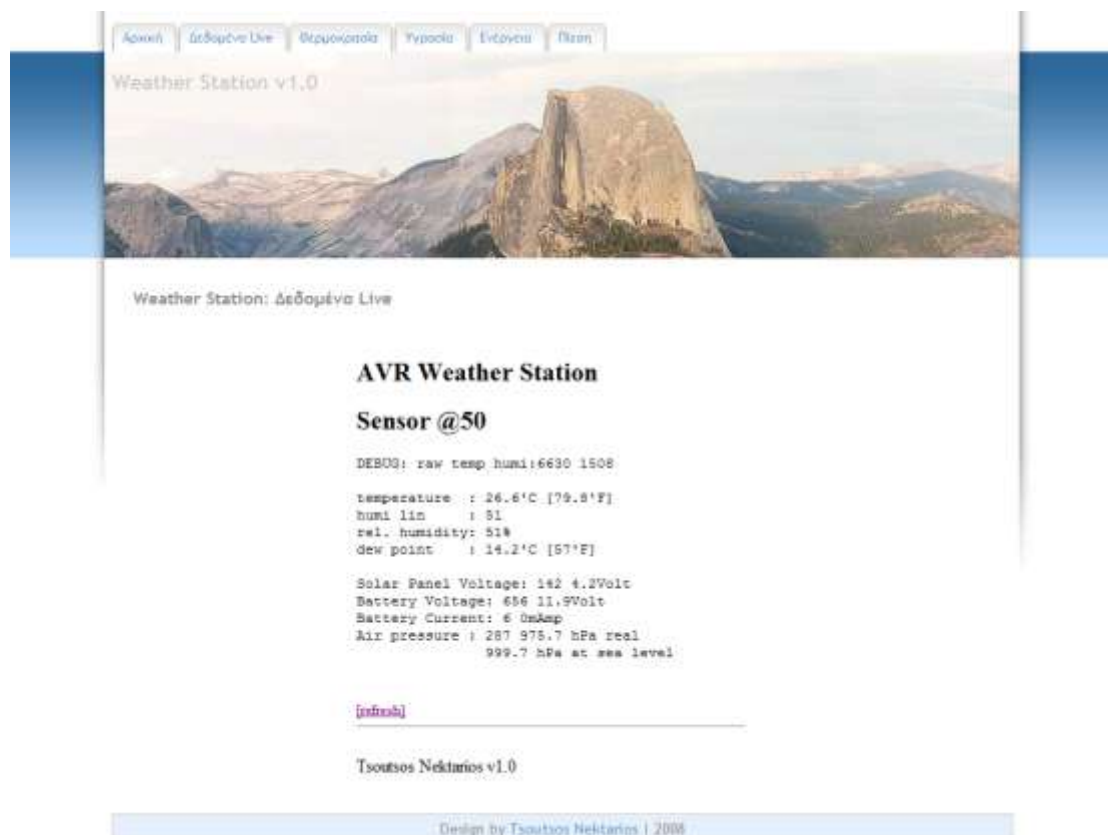 Αρχική Δεδομένα Live Θερμοκρασία Υγρασία Ενέργεια Πίεση
Weather Station v1.0
Weather Station: Δεδομένα Live
AVR Weather Station
Sensor @50
DEBUG: raw temp humi:6630 1508
temperature : 26.6'C [79.8'F]
humi lin : 51
rel. humidity: 51%
dew point : 14.2'C [57'F]
Solar Panel Voltage: 142 4.2Volt
Battery Voltage: 656 11.9Volt
Battery Current: 6 0mAmp
Air pressure : 287 975.7 hPa real
999.7 hPa at sea level
[refresh]
Tsoutsos Nektarios v1.0
Design by Tsoutsos Nektarios | 2008